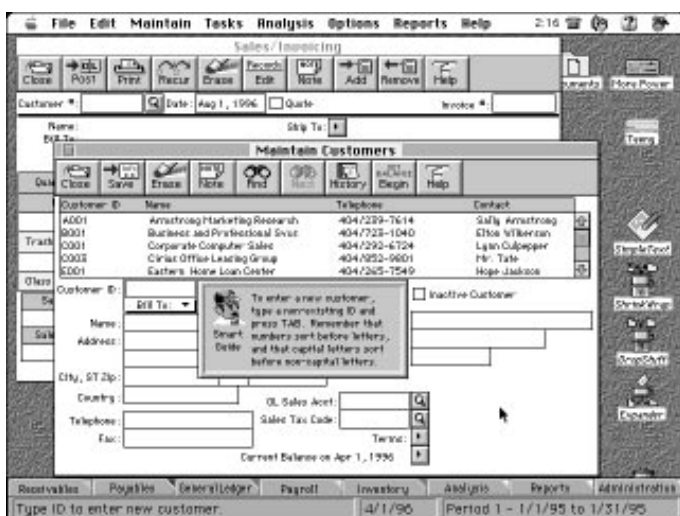 File Edit Maintain Tasks Analysis Options Reports Help 2:16
Sales/Invoicing
Close Post Print Recur Erase Records Edit Note Add Remove Help
Customer #: Date: Aug 1, 1996 Quote Invoice #:
Name: Ship To:
Maintain Customers
Close Save Erase Note Find Next History Begin Help
Customer ID Name Telephone Contact
A001 Armstrong Marketing Research 404/239-7614 Sally Armstrong
B001 Business and Professional Svcs 404/723-1040 Elton Wilkerson
C001 Corporate Computer Sales 404/292-6724 Lynn Culpepper
C003 Cirius Office Leasing Group 404/852-9801 Mr. Tate
E001 Eastern Home Loan Center 404/265-7549 Hope Jackson
Customer ID: Inactive Customer
Bill To:
Smart Guide
To enter a new customer,
type a nonexisting ID and
press TAB. Remember that
numbers sort before letters,
and that capital letters sort
before non-capital letters.
Name:
Address:
City, ST Zip:
Country: GL Sales Acct:
Telephone: Sales Tax Code:
Fax: Terms:
Current Balance on Apr 1, 1996
Receivables Payables General Ledger Payroll Inventory Analysis Reports Administration
Type ID to enter new customer. 4/1/96 Period 1 - 1/1/95 to 1/31/95
More Power
SimpleText
ShrinkWrap
DropStuff
Expander